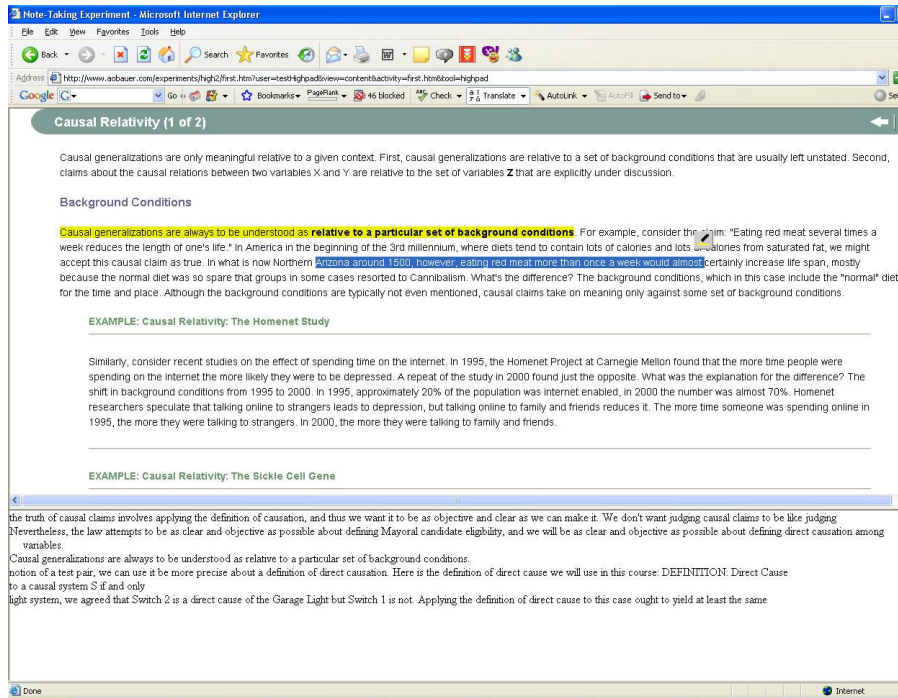 Note-Taking Experiment - Microsoft Internet Explorer
File Edit View Favorites Tools Help
Back Search Favorites
Address http://www.aobauer.com/experiments/high2/first.htm?user=testHighpad&view=content&activity=first.htm&tool=highpad
Google G Go Bookmarks PageRank 46 blocked Check Translate AutoLink AutoFill Send to
Causal Relativity (1 of 2)
Causal generalizations are only meaningful relative to a given context. First, causal generalizations are relative to a set of background conditions that are usually left unstated. Second,
claims about the causal relations between two variables X and Y are relative to the set of variables Z that are explicitly under discussion.
Background Conditions
Causal generalizations are always to be understood as relative to a particular set of background conditions. For example, consider the claim: "Eating red meat several times a
week reduces the length of one's life." In America in the beginning of the 3rd millennium, where diets tend to contain lots of calories and lots calories from saturated fat, we might
accept this causal claim as true. In what is now Northern Arizona around 1500, however, eating red meat more than once a week would almost certainly increase life span, mostly
because the normal diet was so spare that groups in some cases resorted to Cannibalism. What's the difference? The background conditions, which in this case include the "normal" diet
for the time and place. Although the background conditions are typically not even mentioned, causal claims take on meaning only against some set of background conditions.
EXAMPLE: Causal Relativity: The Homenet Study
Similarly, consider recent studies on the effect of spending time on the internet. In 1995, the Homenet Project at Carnegie Mellon found that the more time people were
spending on the internet the more likely they were to be depressed. A repeat of the study in 2000 found just the opposite. What was the explanation for the difference? The
shift in background conditions from 1995 to 2000. In 1995, approximately 20% of the population was internet enabled, in 2000 the number was almost 70%. Homenet
researchers speculate that talking online to strangers leads to depression, but talking online to family and friends reduces it. The more time someone was spending online in
1995, the more they were talking to strangers. In 2000, the more they were talking to family and friends.
EXAMPLE: Causal Relativity: The Sickle Cell Gene
the truth of causal claims involves applying the definition of causation, and thus we want it to be as objective and clear as we can make it. We don't want judging causal claims to be like judging
Nevertheless, the law attempts to be as clear and objective as possible about defining Mayoral candidate eligibility, and we will be as clear and objective as possible about defining direct causation among
variables.
Causal generalizations are always to be understood as relative to a particular set of background conditions.
notion of a test pair, we can use it be more precise about a definition of direct causation. Here is the definition of direct cause we will use in this course: DEFINITION: Direct Cause
to a causal system S if and only
light system, we agreed that Switch 2 is a direct cause of the Garage Light but Switch 1 is not. Applying the definition of direct cause to this case ought to yield at least the same
Done Internet